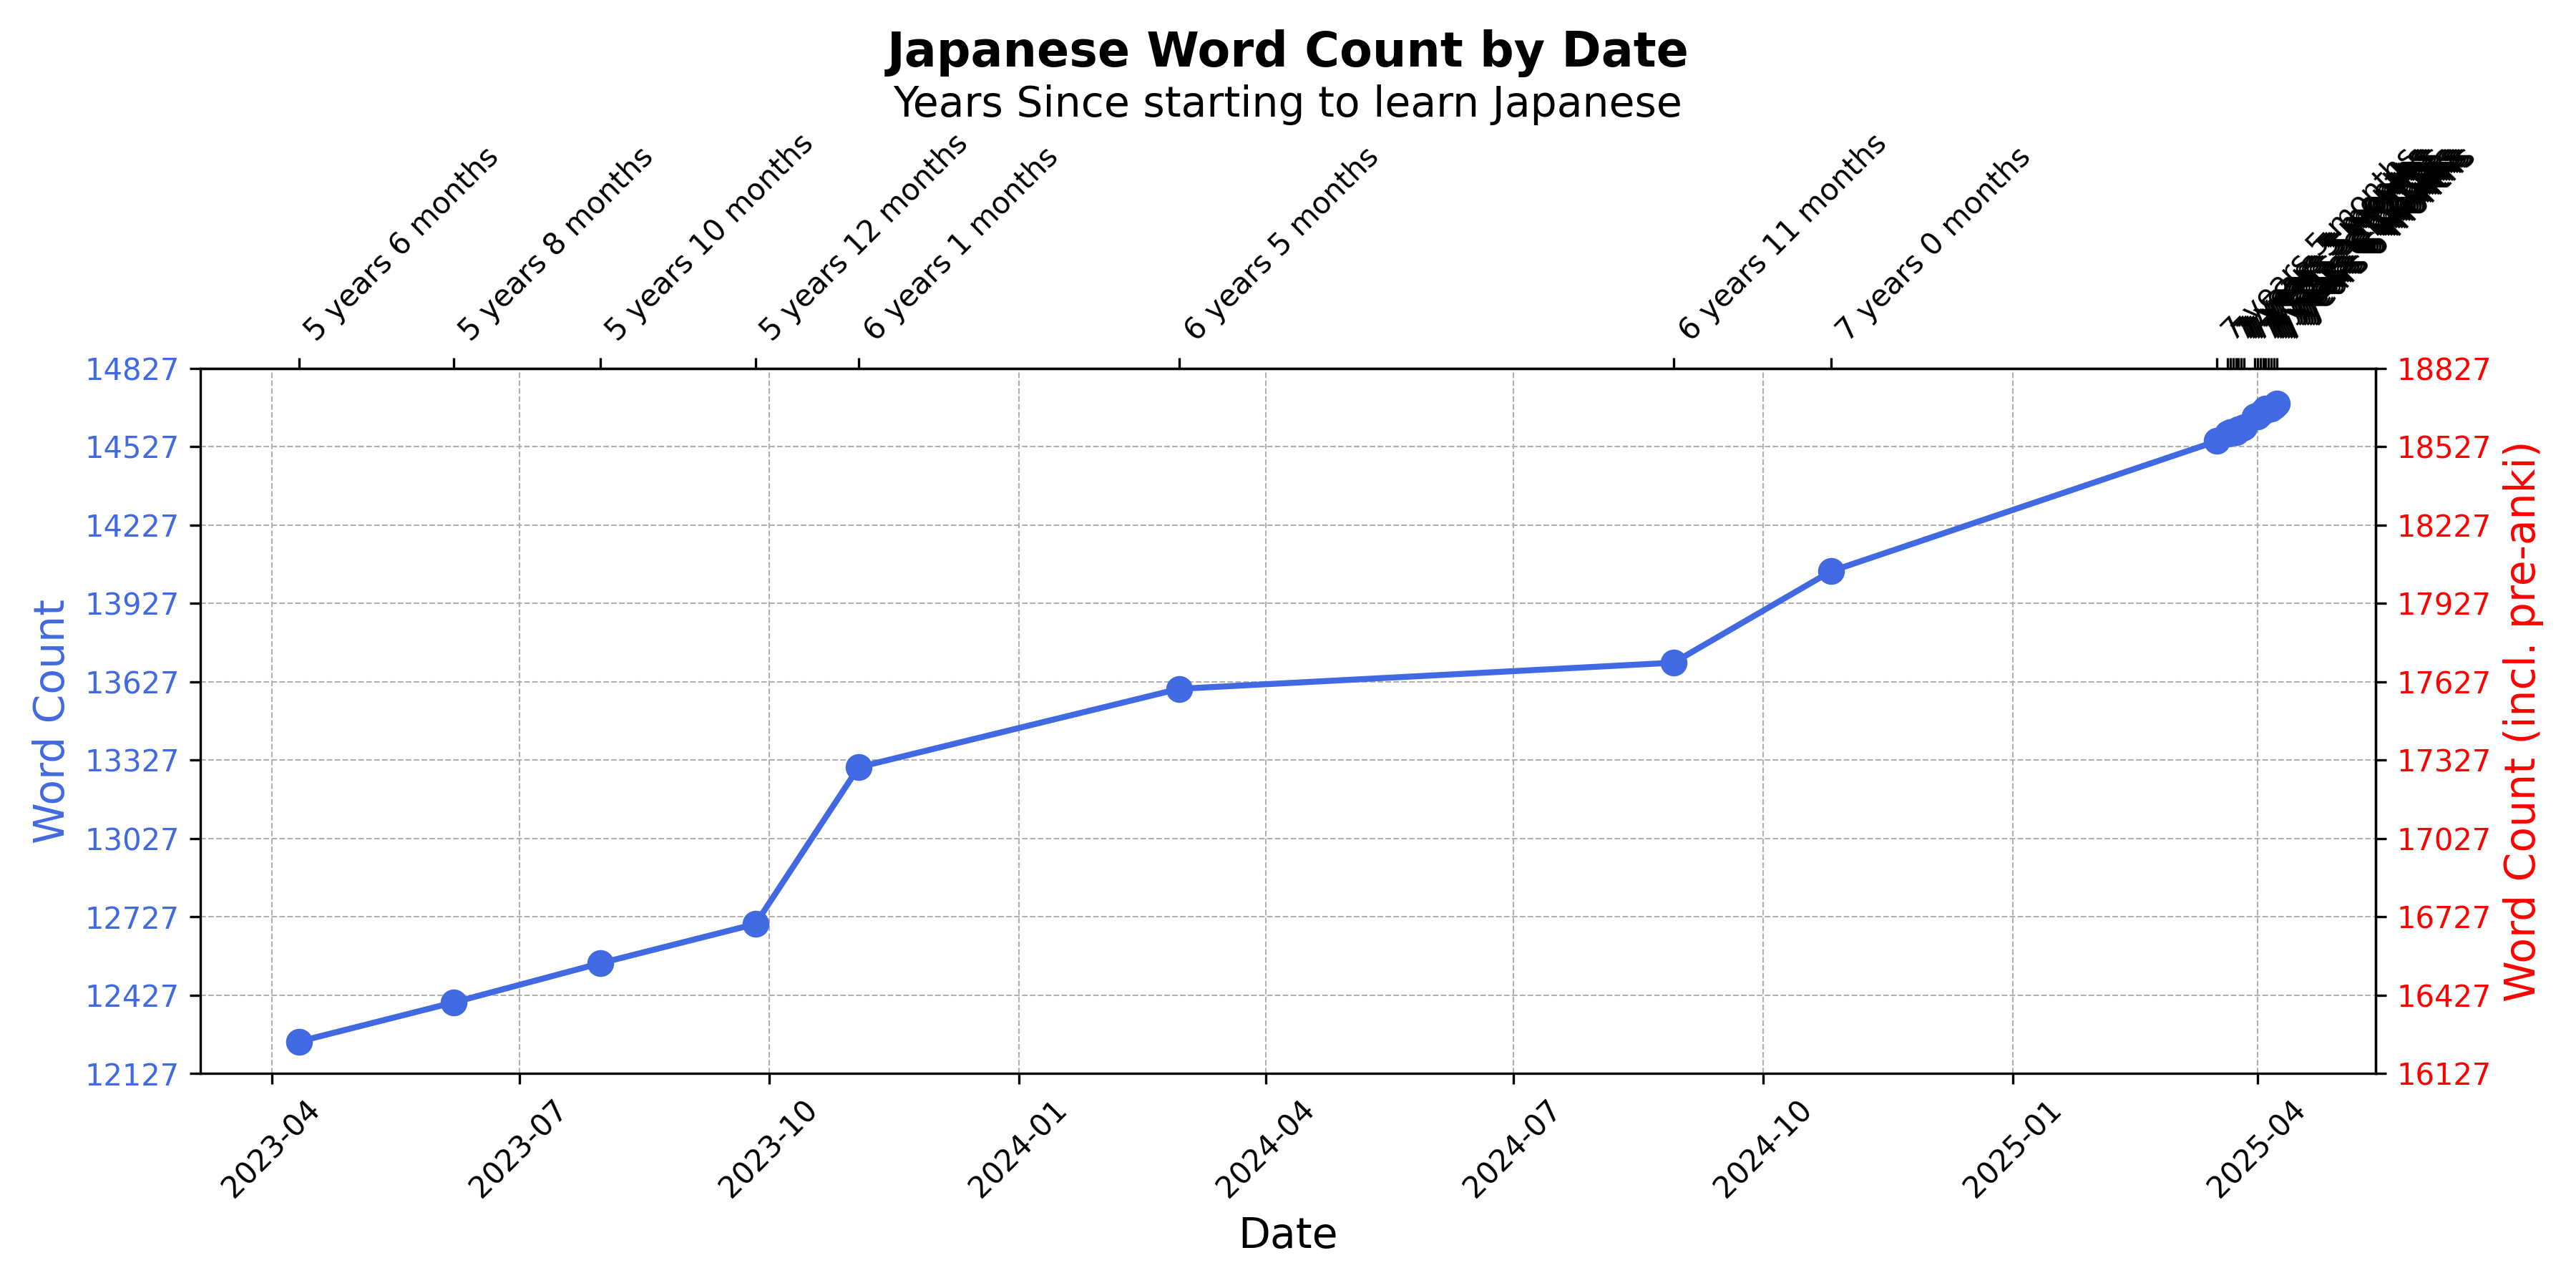 Japanese Word Count by Date
Years Since starting to learn Japanese
5 years 6 months
5 years 8 months
5 years 10 months
5 years 12 months
6 years 1 months
6 years 5 months
6 years 11 months
7 years 0 months
7 years 5 months
14827
14527
14227
13927
13627
13327
13027
12727
12427
12127
Word Count
18827
18527
18227
17927
17627
17327
17027
16727
16427
16127
Word Count (incl. pre-anki)
2023-04
2023-07
2023-10
2024-01
2024-04
2024-07
2024-10
2025-01
2025-04
Date